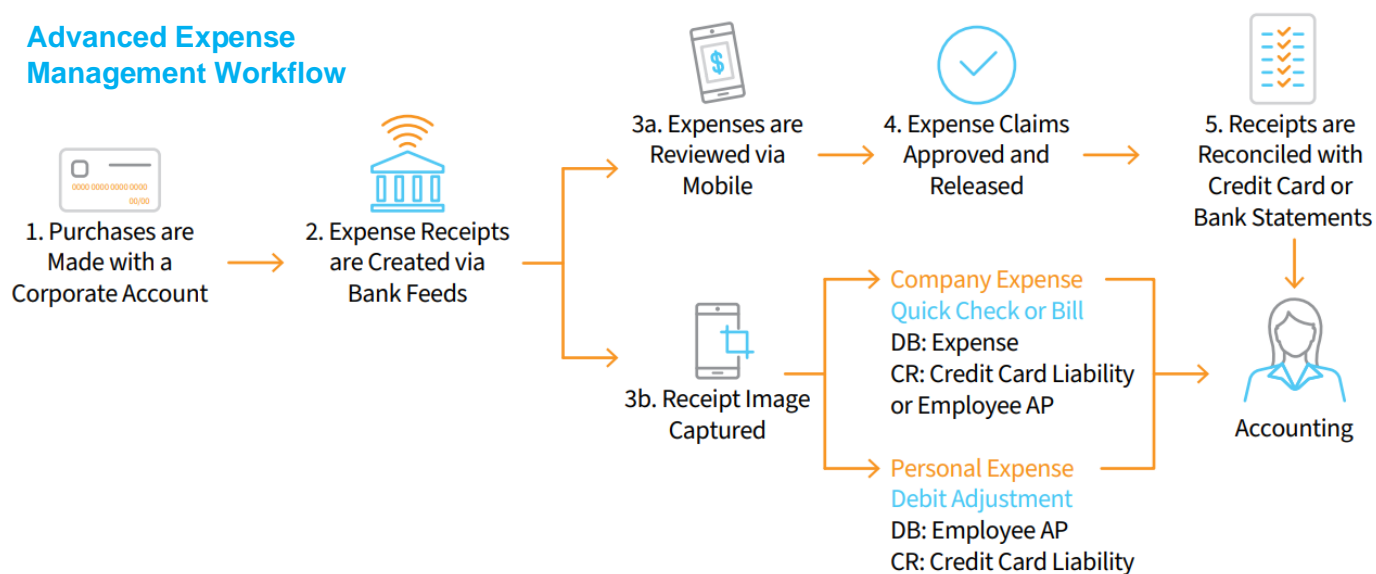 Advanced Expense
Management Workflow
0000 0000 0000 0000
00/00
1. Purchases are
Made with a
Corporate Account
2. Expense Receipts
are Created via
Bank Feeds
$
3a. Expenses are
Reviewed via
Mobile
4. Expense Claims
Approved and
Released
5. Receipts are
Reconciled with
Credit Card or
Bank Statements
3b. Receipt Image
Captured
Company Expense
Quick Check or Bill
DB: Expense
CR: Credit Card Liability
or Employee AP
Personal Expense
Debit Adjustment
DB: Employee AP
CR: Credit Card Liability
Accounting